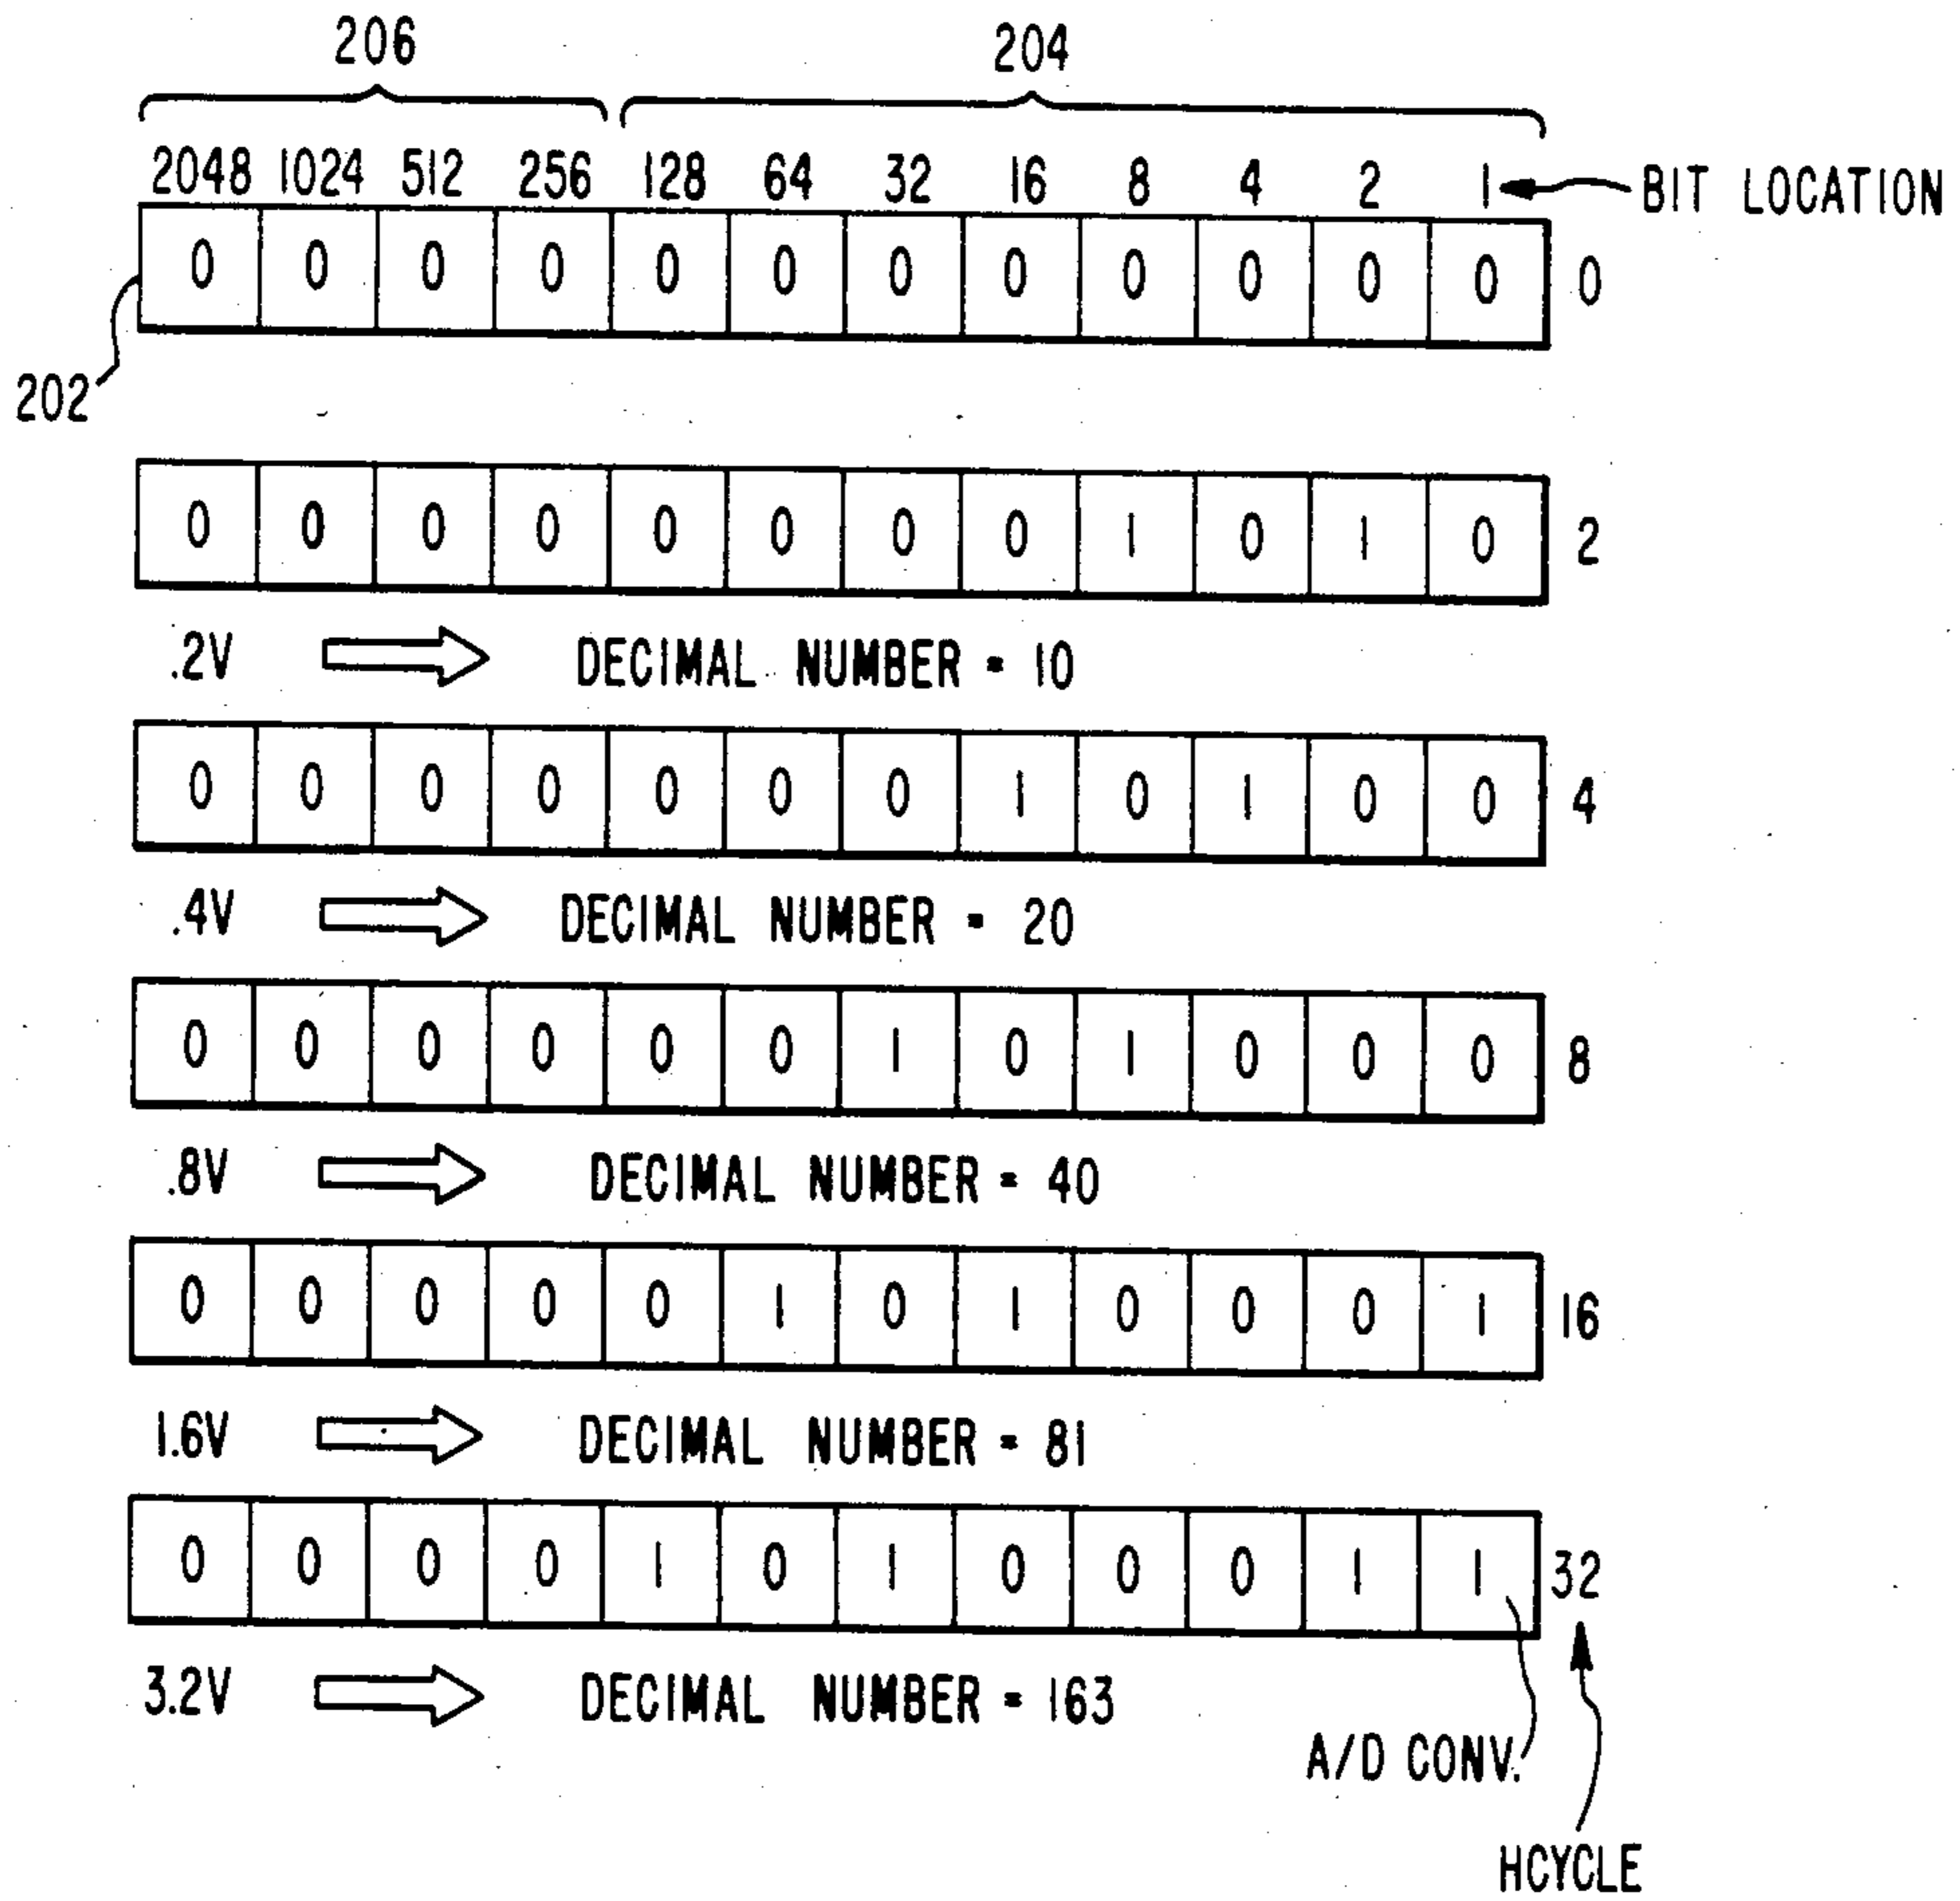 206 204
2048 1024 512 256 128 64 32 16 8 4 2 1 BIT LOCATION
0 0 0 0 0 0 0 0 0 0 0 0 0
202
0 0 0 0 0 0 0 0 1 0 1 0 2
.2V DECIMAL NUMBER = 10
0 0 0 0 0 0 0 1 0 1 0 0 4
.4V DECIMAL NUMBER = 20
0 0 0 0 0 0 1 0 1 0 0 0 8
.8V DECIMAL NUMBER = 40
0 0 0 0 0 1 0 1 0 0 0 1 16
1.6V DECIMAL NUMBER = 81
0 0 0 0 1 0 1 0 0 0 1 1 32
3.2V DECIMAL NUMBER = 163
A/D CONV.
HCYCLE